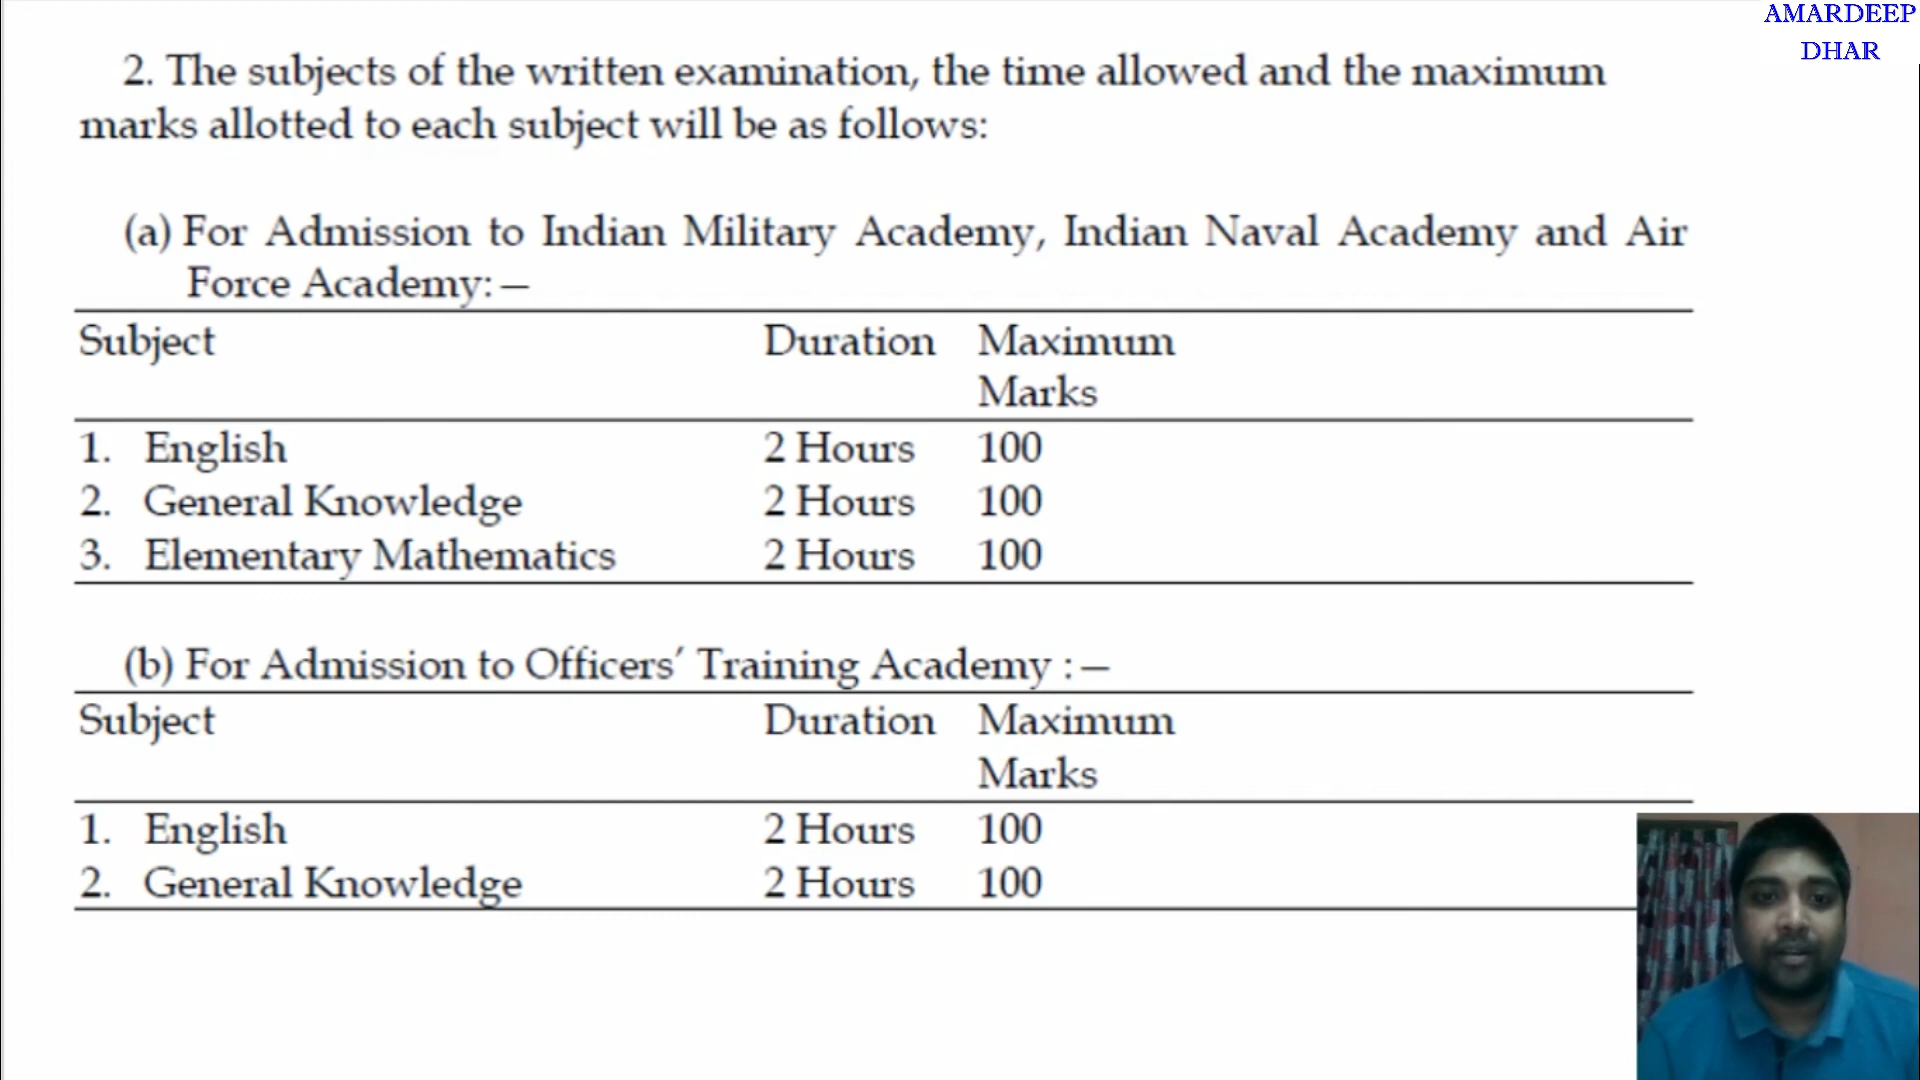 AMARDEEP
DHAR
2. The subjects of the written examination, the time allowed and the maximum
marks allotted to each subject will be as follows:
(a) For Admission to Indian Military Academy, Indian Naval Academy and Air
Force Academy:—
Subject Duration Maximum
Marks
1. English 2 Hours 100
2. General Knowledge 2 Hours 100
3. Elementary Mathematics 2 Hours 100
(b) For Admission to Officers’ Training Academy :—
Subject Duration Maximum
Marks
1. English 2 Hours 100
2. General Knowledge 2 Hours 100